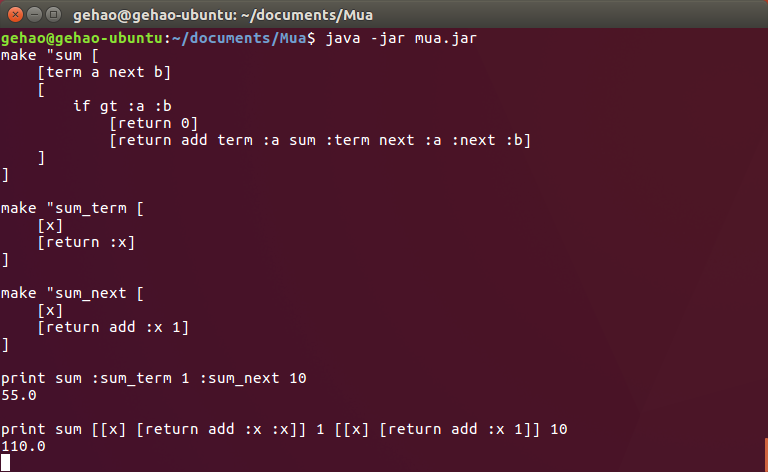 gehao@gehao-ubuntu: ~/documents/Mua
gehao@gehao-ubuntu:~/documents/Mua$ java -jar mua.jar
make "sum [
    [term a next b]
    [
        if gt :a :b
            [return 0]
            [return add term :a sum :term next :a :next :b]
    ]
]

make "sum_term [
    [x]
    [return :x]
]

make "sum_next [
    [x]
    [return add :x 1]
]

print sum :sum_term 1 :sum_next 10
55.0

print sum [[x] [return add :x :x]] 1 [[x] [return add :x 1]] 10
110.0